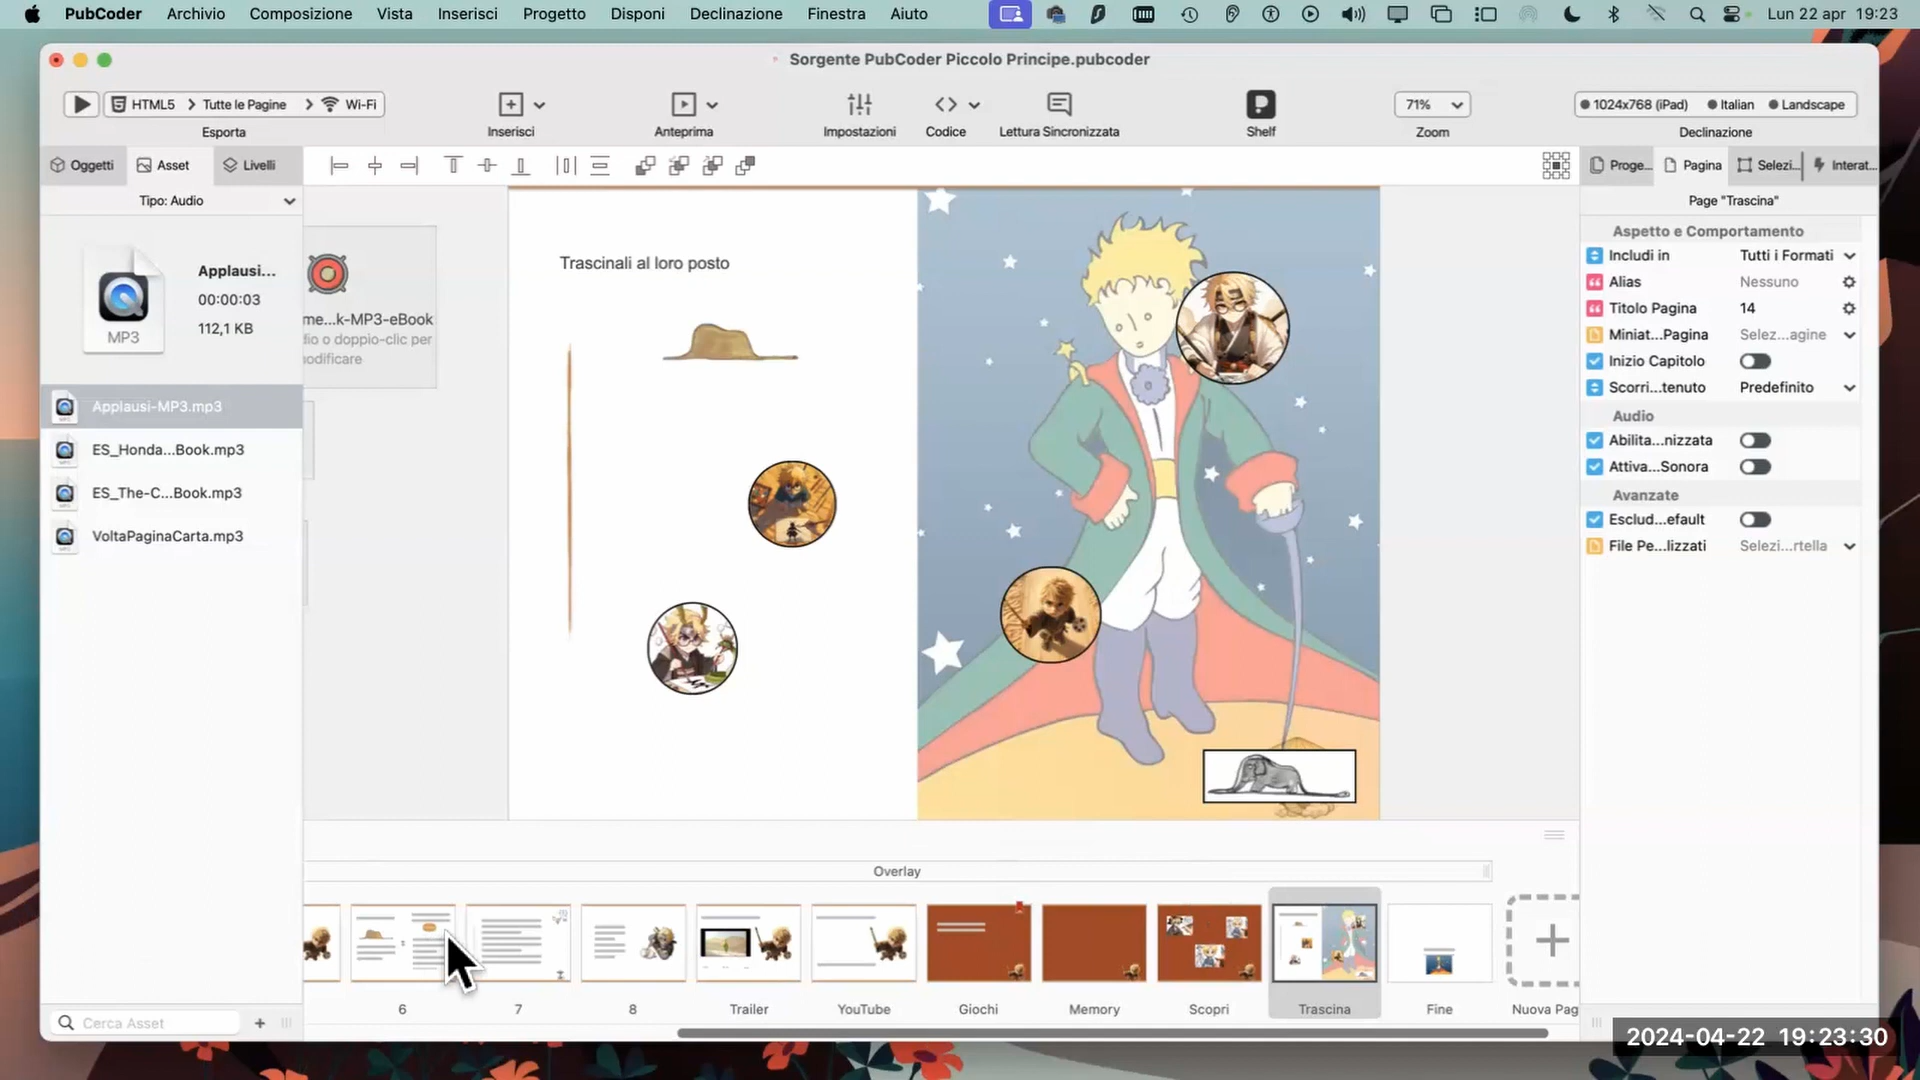 PubCoder Archivio Composizione Vista Inserisci Progetto Disponi Declinazione Finestra Aiuto Lun 22 apr 19:23
Sorgente PubCoder Piccolo Principe.pubcoder
HTML5 Tutte le Pagine Wi-Fi
Esporta
Inserisci
Anteprima
Impostazioni
Codice
Lettura Sincronizzata
Shelf
71%
Zoom
1024x768 (iPad) Italian Landscape
Declinazione
Oggetti Asset Livelli
Tipo: Audio
Applausi...
00:00:03
112,1 KB
MP3
Applausi-MP3.mp3
ES_Honda...Book.mp3
ES_The-C...Book.mp3
VoltaPaginaCarta.mp3
Cerca Asset
me...k-MP3-eBook
dio o doppio-clic per
nodificare
Trascinali al loro posto
Overlay
6
7
8
Trailer
YouTube
Giochi
Memory
Scopri
Trascina
Fine
Nuova Pag
Proge... Pagina Selezi... Interat...
Page "Trascina"
Aspetto e Comportamento
Includi in Tutti i Formati
Alias Nessuno
Titolo Pagina 14
Miniat...Pagina Selez...agine
Inizio Capitolo
Scorri...tenuto Predefinito
Audio
Abilita...nizzata
Attiva...Sonora
Avanzate
Esclud...efault
File Pe...lizzati Selezi...rtella
2024-04-22 19:23:30